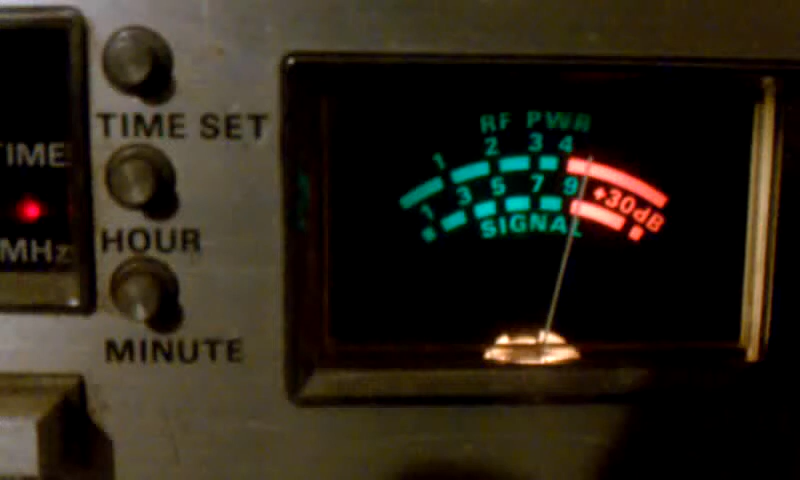 TIME
MHz
TIME SET
HOUR
MINUTE
RF PWR
1 2 3 4
1 3 5 7 9 +30dB
SIGNAL